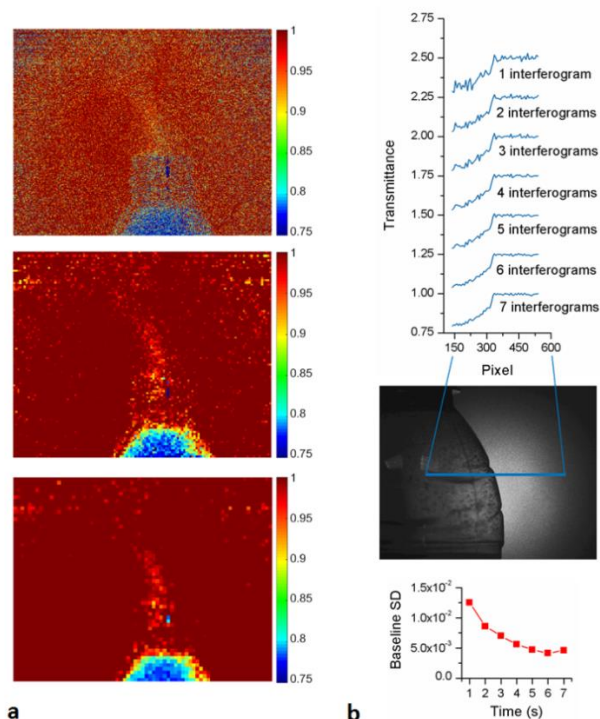 1
0.95
0.9
0.85
0.8
0.75
1
0.95
0.9
0.85
0.8
0.75
1
0.95
0.9
0.85
0.8
0.75
a
2.50
2.25
2.00
1.75
1.50
1.25
1.00
0.75
Transmittance
1 interferogram
2 interferograms
3 interferograms
4 interferograms
5 interferograms
6 interferograms
7 interferograms
150 300 450 600
Pixel
1.5x10⁻²
1.0x10⁻²
5.0x10⁻³
0.0
Baseline SD
1 2 3 4 5 6 7
Time (s)
b